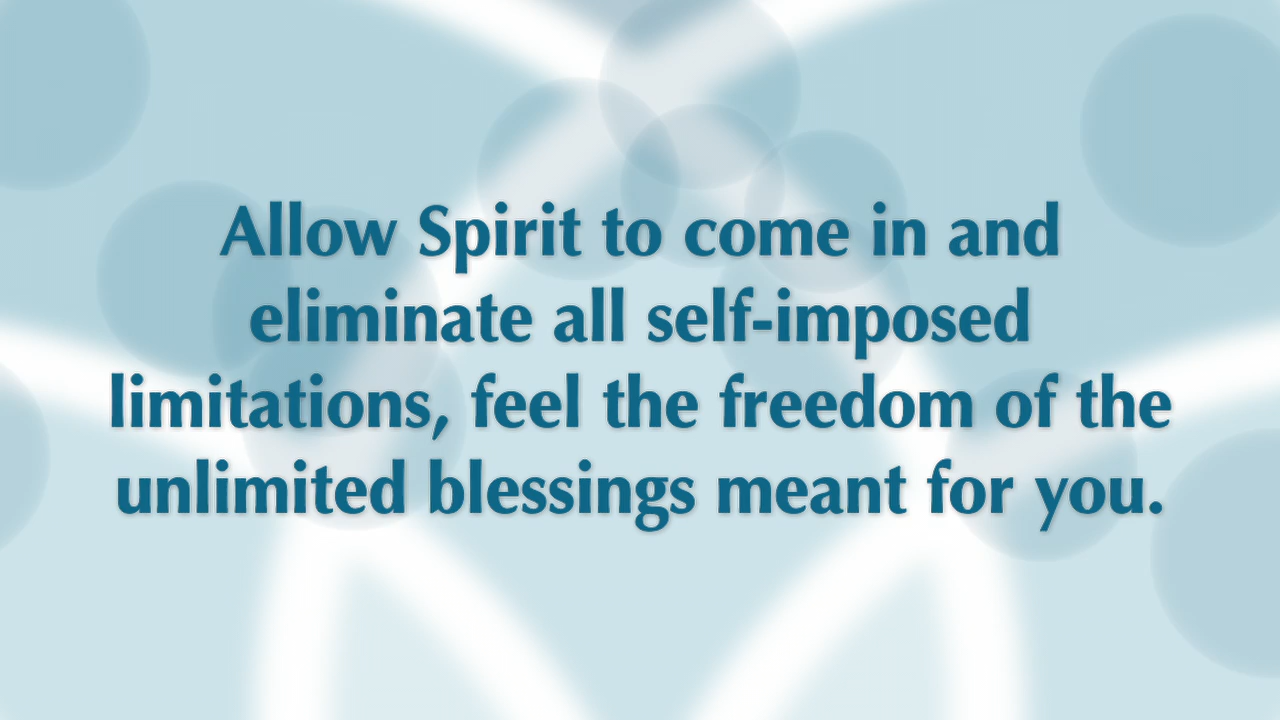 Allow Spirit to come in and
eliminate all self-imposed
limitations, feel the freedom of the
unlimited blessings meant for you.